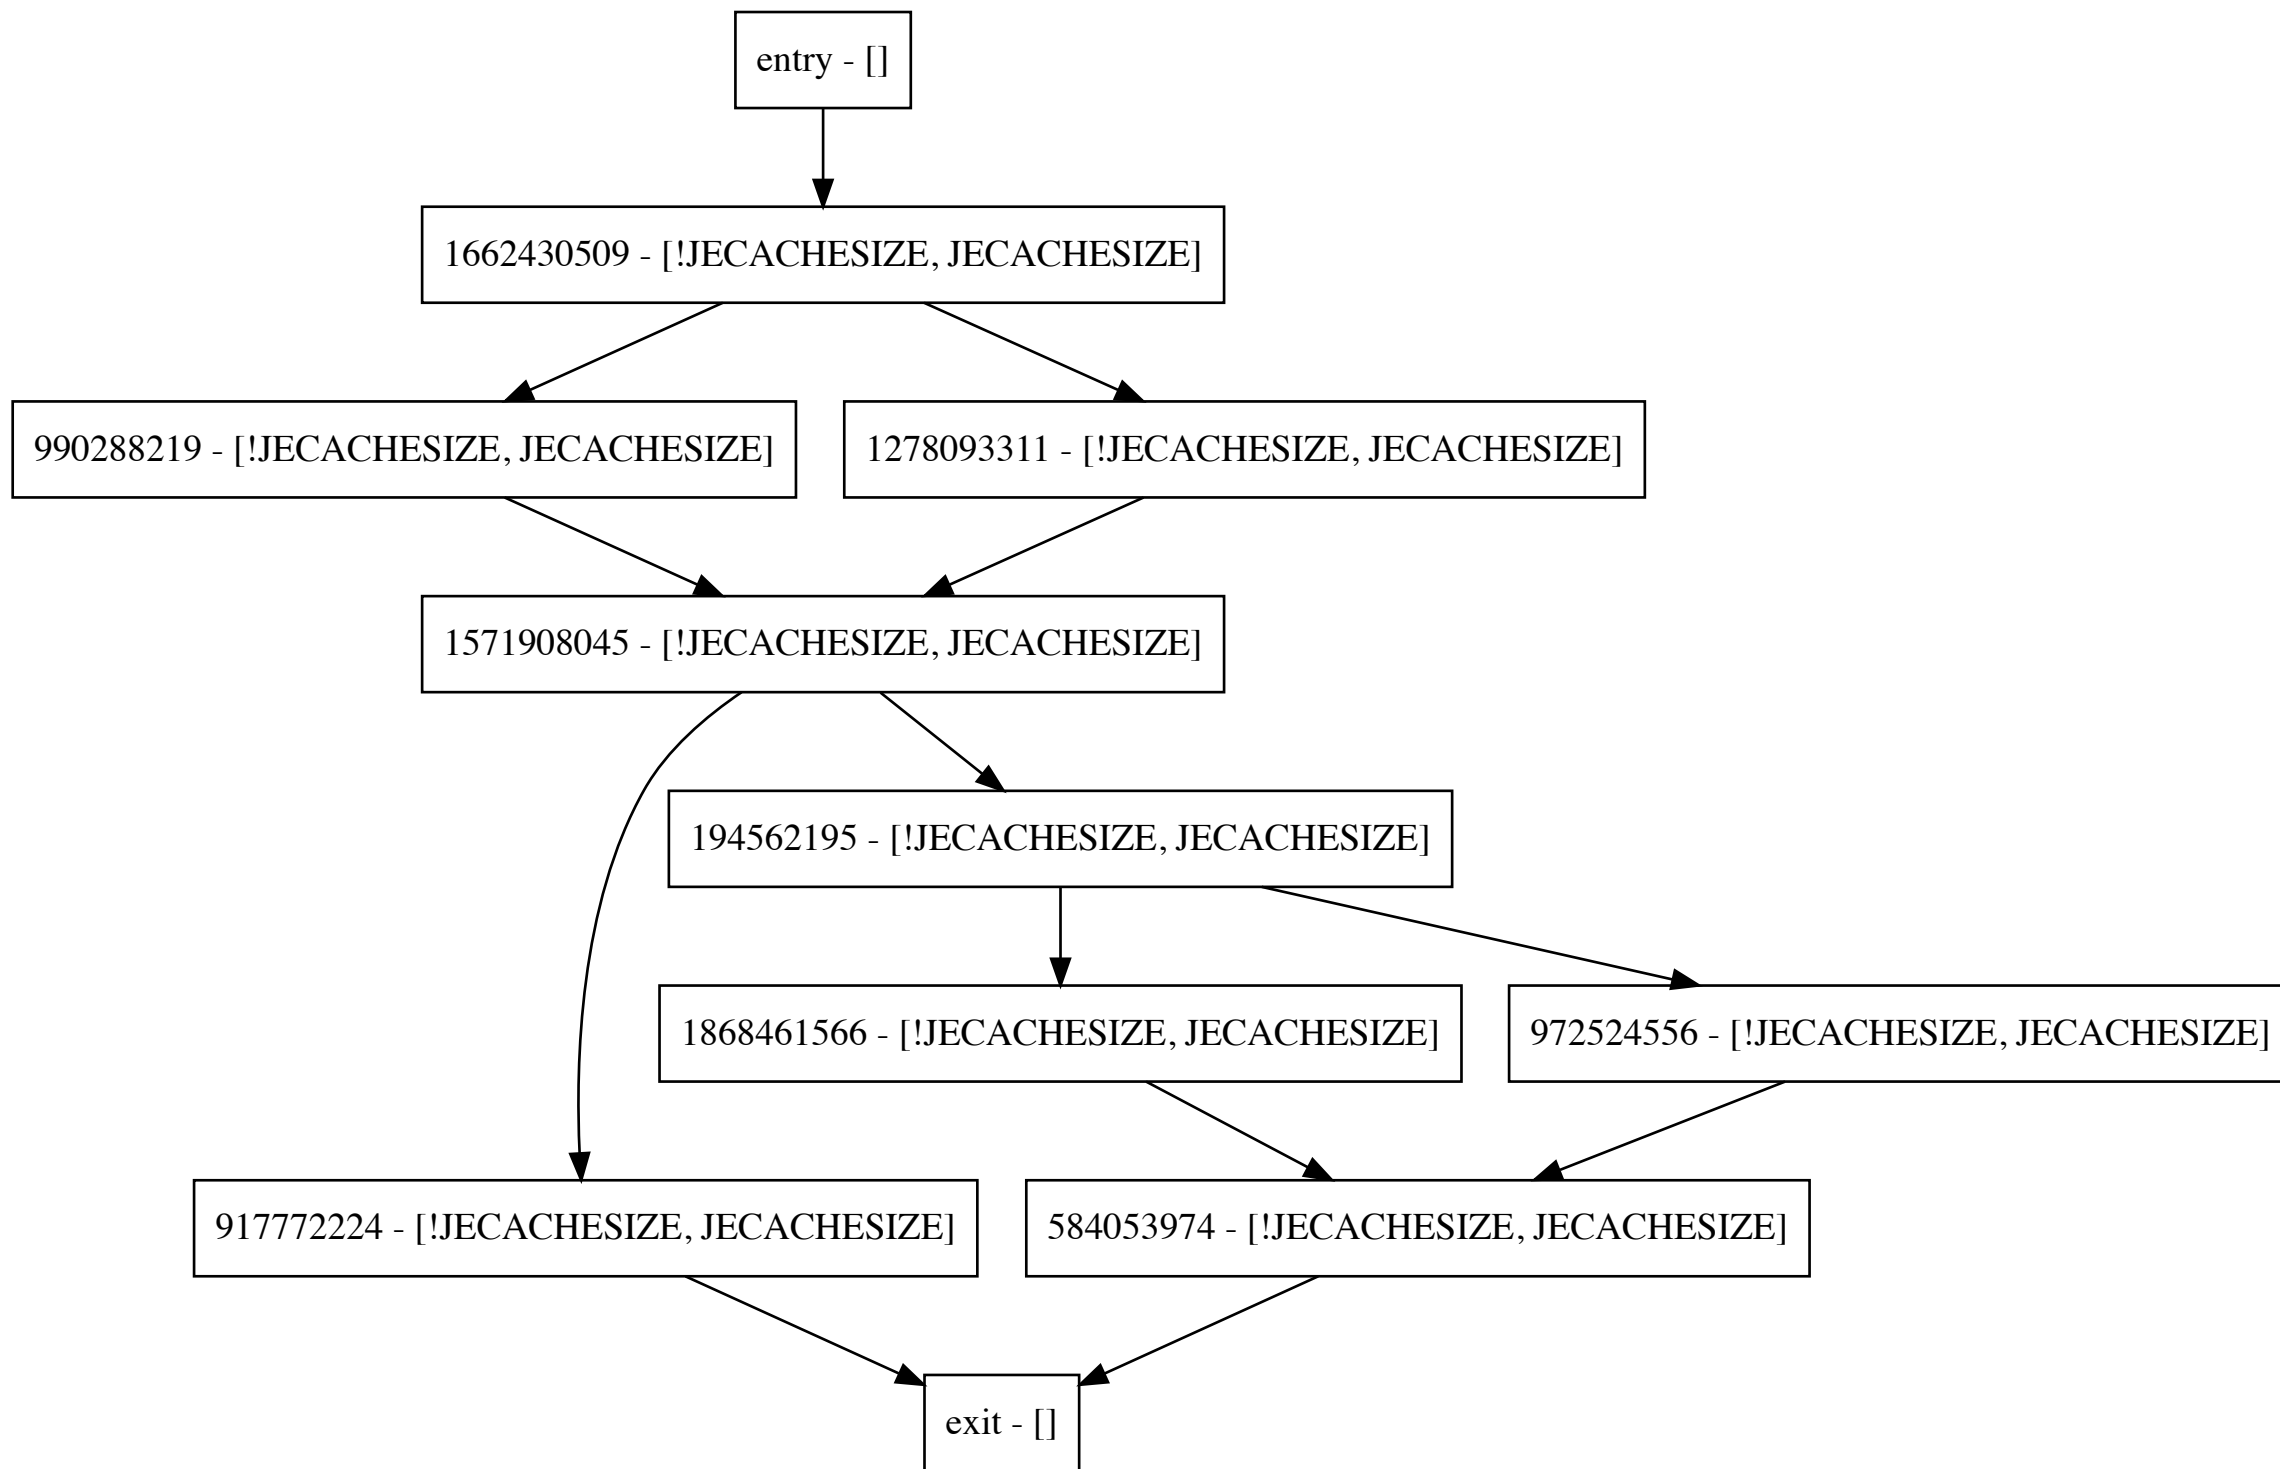 entry - []
1662430509 - [!JECACHESIZE, JECACHESIZE]
990288219 - [!JECACHESIZE, JECACHESIZE]
1278093311 - [!JECACHESIZE, JECACHESIZE]
1571908045 - [!JECACHESIZE, JECACHESIZE]
194562195 - [!JECACHESIZE, JECACHESIZE]
1868461566 - [!JECACHESIZE, JECACHESIZE]
972524556 - [!JECACHESIZE, JECACHESIZE]
917772224 - [!JECACHESIZE, JECACHESIZE]
584053974 - [!JECACHESIZE, JECACHESIZE]
exit - []